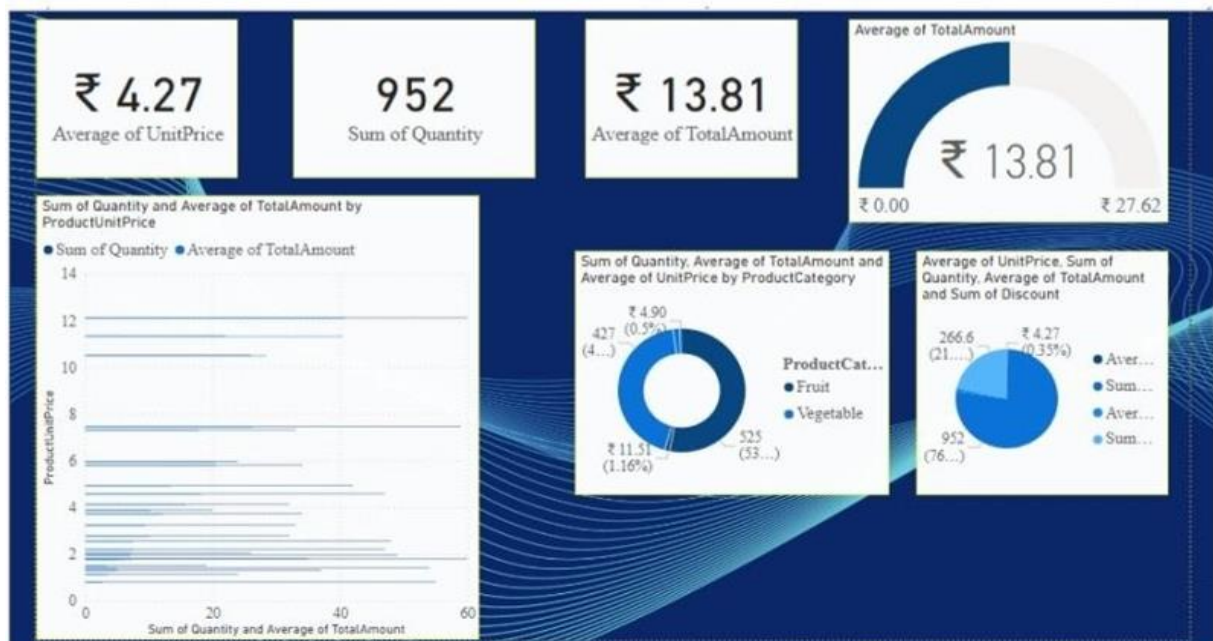 ₹ 4.27
Average of UnitPrice
952
Sum of Quantity
₹ 13.81
Average of TotalAmount
Average of TotalAmount
₹ 13.81
₹ 0.00
₹ 27.62
Sum of Quantity and Average of TotalAmount by
ProductUnitPrice
Sum of Quantity Average of TotalAmount
14
12
10
8
6
4
2
0
ProductUnitPrice
0 20 40 60
Sum of Quantity and Average of TotalAmount
Sum of Quantity, Average of TotalAmount and
Average of UnitPrice by ProductCategory
₹ 4.90
(0.5%)
427
(4...
₹ 11.51
(1.16%)
525
(53...
ProductCat...
Fruit
Vegetable
Average of UnitPrice, Sum of
Quantity, Average of TotalAmount
and Sum of Discount
266.6
(21....
₹ 4.27
(0.35%)
952
(76...
Aver...
Sum...
Aver...
Sum...